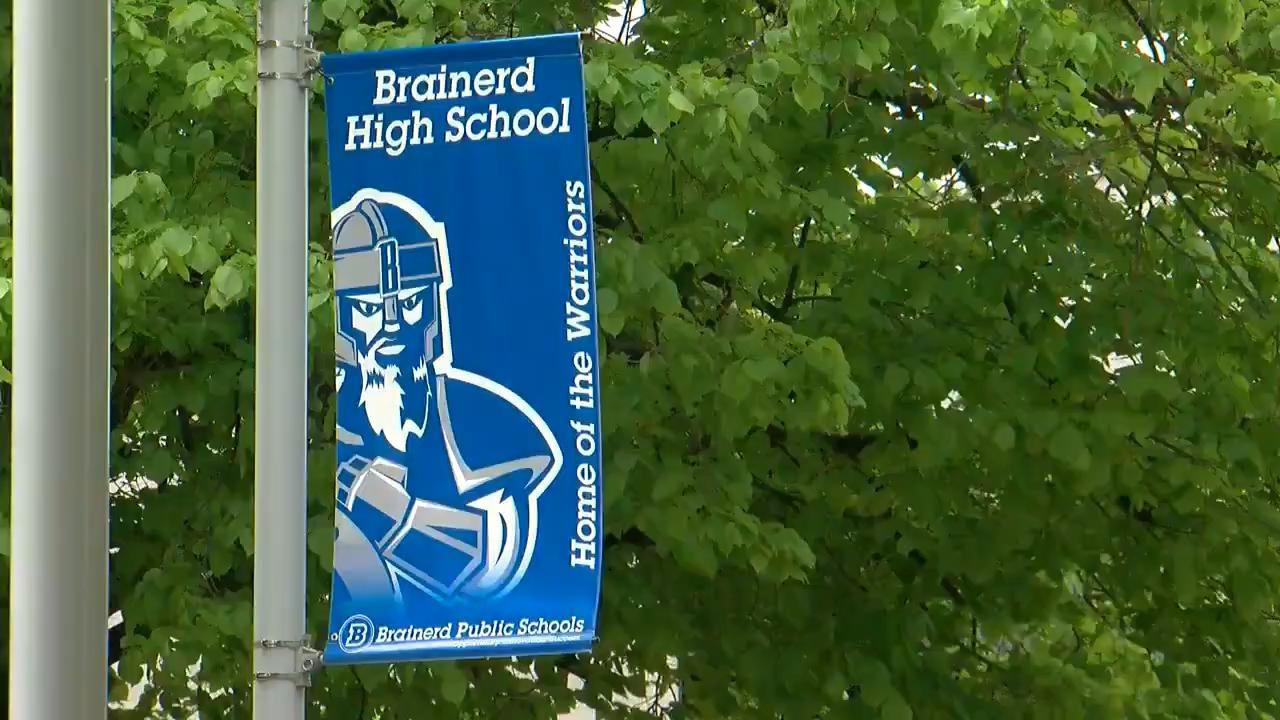 Brainerd
High School
Home of the Warriors
B
B
Brainerd Public Schools